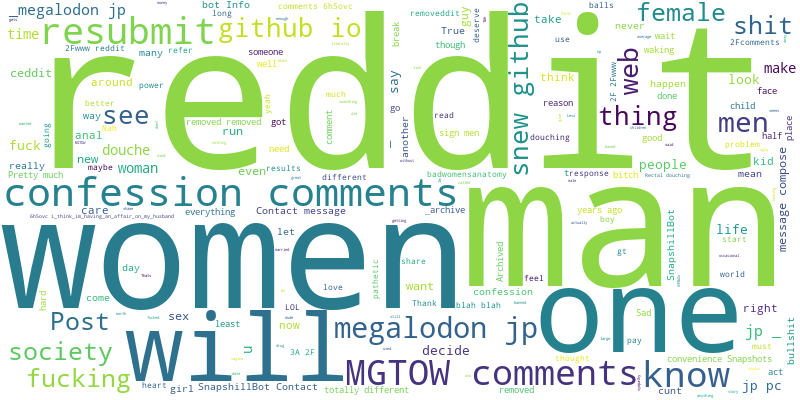 _megalodon jp
bot Info
comments 6h5ovc
removeddit
guy
deserve
female
shit
balls
resubmit
github io
long
someone
well
yeah
break
True
though
take
use
never
wait
waking
2Fcomments
time
2Fwww reddit
many
refer
power
ceddit
around
better
way
say
go
another
think
happen
done
look
make
face
reddit
see
removed removed
much
comment
read
sign men
snew github
reason
douching
web
thing
men
child
half
place
fuck
going
anal
Nah
douche
run
got
need
good
problem
new
maybe
woman
even
results
different
badwomensanatomy
tresponse
people
bitch
Rectal douching
kid
mean
really
Pretty much
confession comments
care
6h5ovc i_think_im_having_an_affair_on_my_husband
everything
Contact message
_archive
years ago
boy
gt
SnapshillBot
life
start
world
message compose
women
man
let
day
love
share
want
pathetic
Archived
confession
feel
Thank
blah blah
come
hard
LOL
one
Sad
pay
right
Post
sex
least
now
u
will
megalodon jp
decide
jp _
must
bullshit
society
3A 2F
thought
convenience Snapshots
act
fucking
heart
girl
SnapshillBot Contact
totally different
MGTOW comments
removed
know
cunt
jp pc